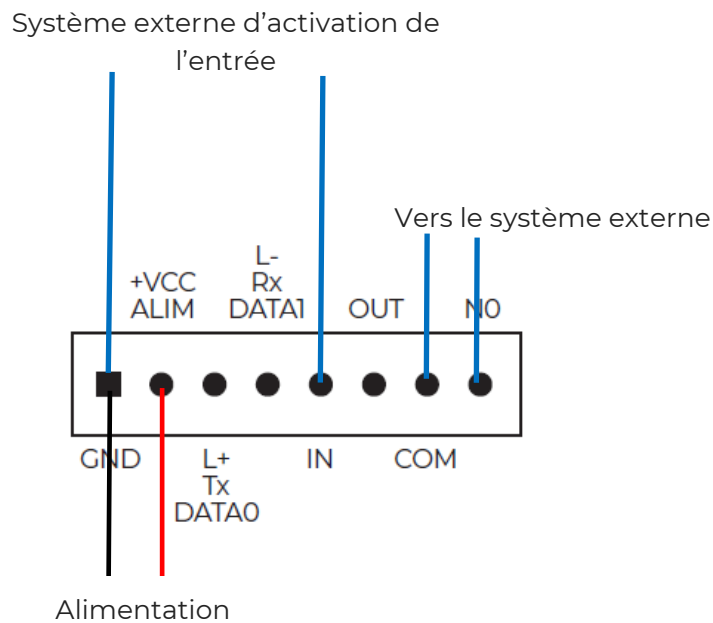 Système externe d’activation de
l’entrée
Vers le système externe
L-
+VCC Rx
ALIM DATA1 OUT N0
GND L+ IN COM
Tx
DATA0
Alimentation